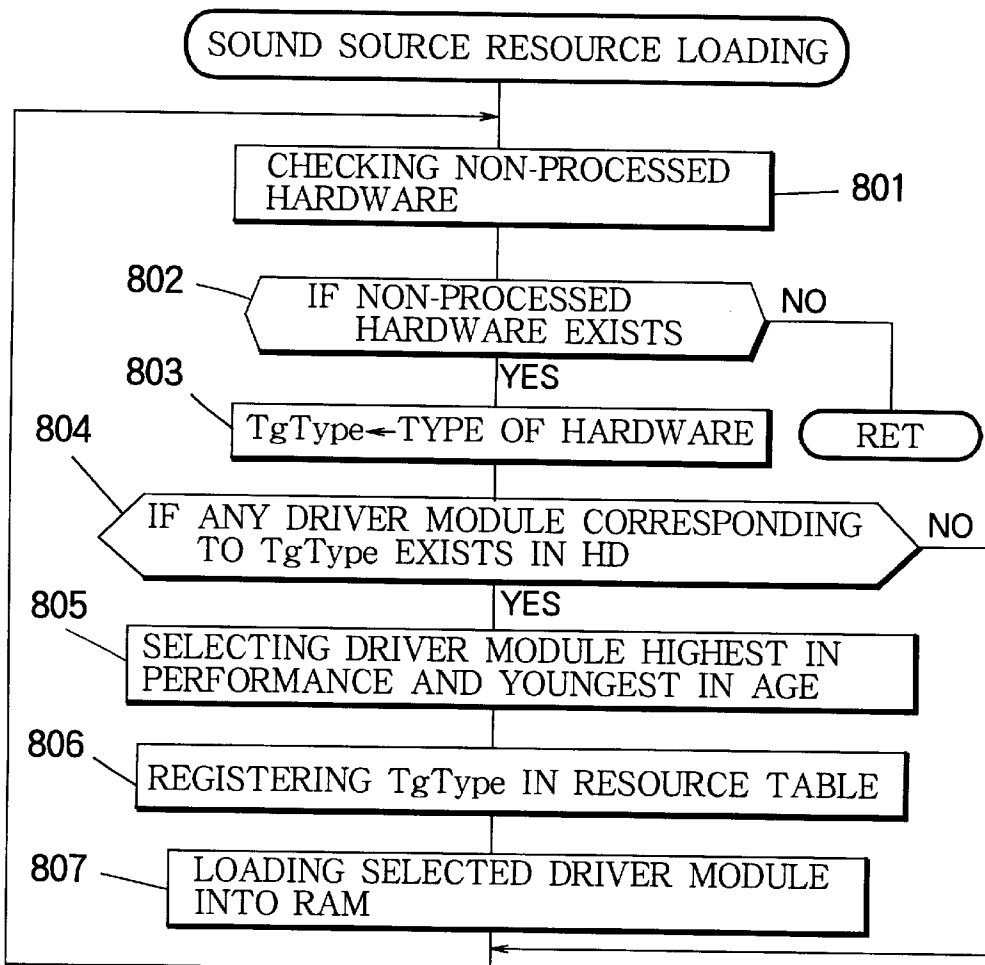 SOUND SOURCE RESOURCE LOADING
CHECKING NON-PROCESSED
HARDWARE
801
802
IF NON-PROCESSED
HARDWARE EXISTS
NO
YES
803
TgType←TYPE OF HARDWARE
RET
804
IF ANY DRIVER MODULE CORRESPONDING
TO TgType EXISTS IN HD
NO
YES
805
SELECTING DRIVER MODULE HIGHEST IN
PERFORMANCE AND YOUNGEST IN AGE
806
REGISTERING TgType IN RESOURCE TABLE
807
LOADING SELECTED DRIVER MODULE
INTO RAM